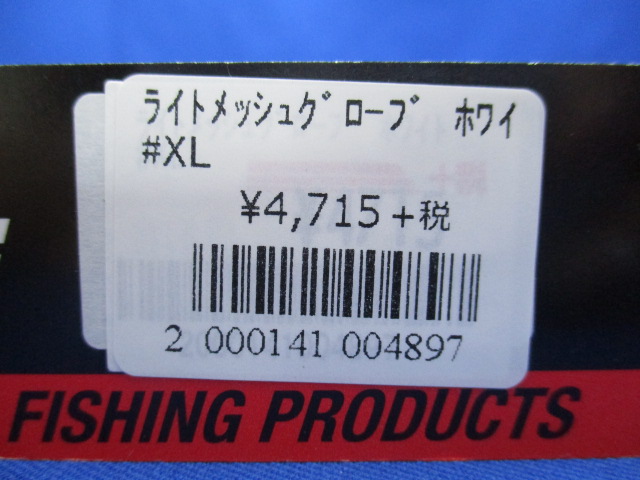 ﾗｲﾄﾒｯｼｭｸﾞﾛｰﾌﾞ ﾎﾜｲ
#XL
¥4,715+税
2 000141 004897
FISHING PRODUCTS